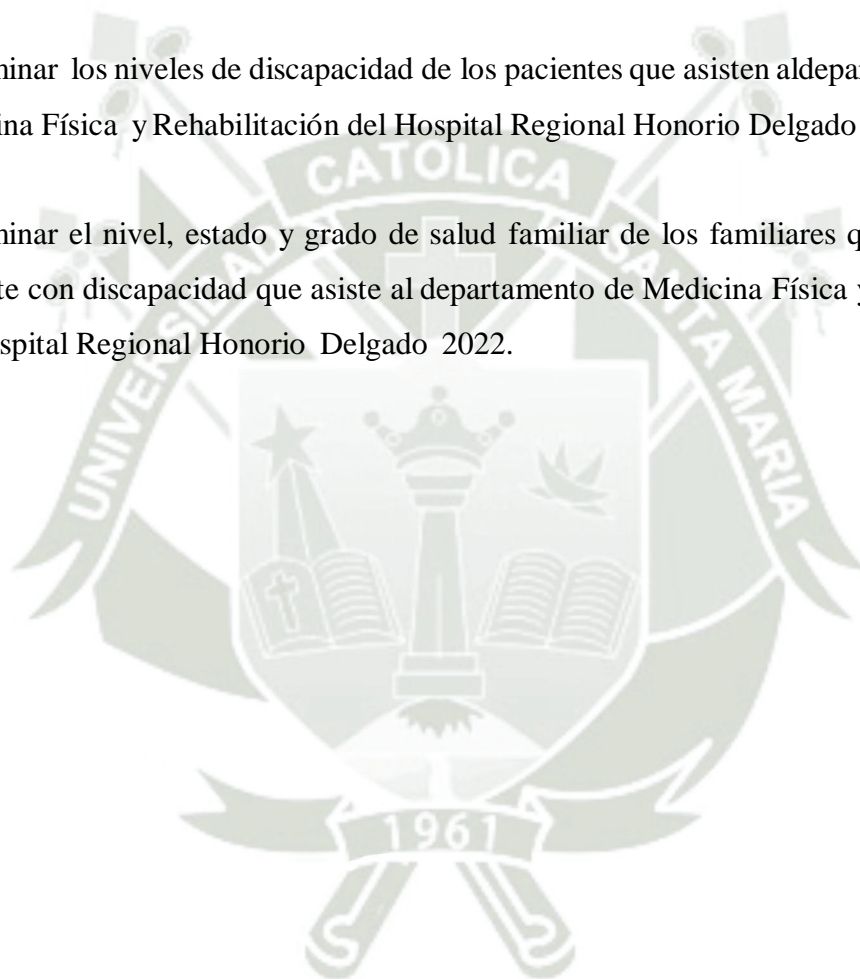 minar los niveles de discapacidad de los pacientes que asisten aldepar
ina Física y Rehabilitación del Hospital Regional Honorio Delgado
minar el nivel, estado y grado de salud familiar de los familiares q
te con discapacidad que asiste al departamento de Medicina Física y
spital Regional Honorio Delgado 2022.
UNIVERSIDAD CATOLICA SANTA MARIA
1961